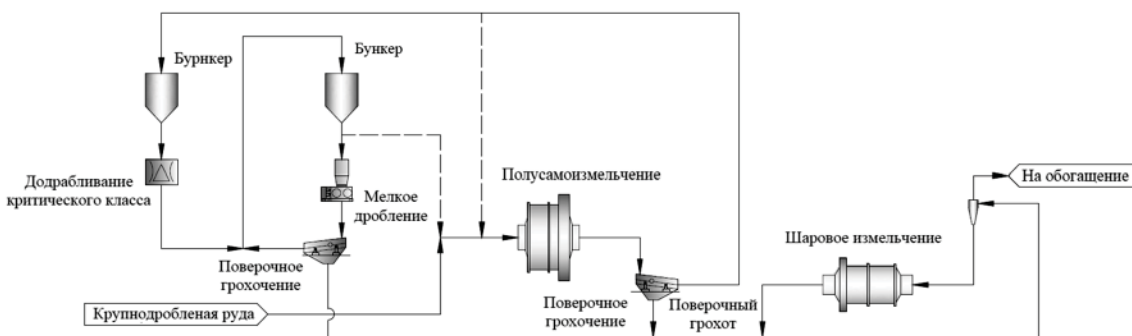 Бурнкер
Бункер
Додрабливание
критического класса
Мелкое
дробление
Полусамоизмельчение
На обогащение
Шаровое измельчение
Поверочное
грохочение
Поверочное
грохочение
Поверочный
грохот
Крупнодробленая руда